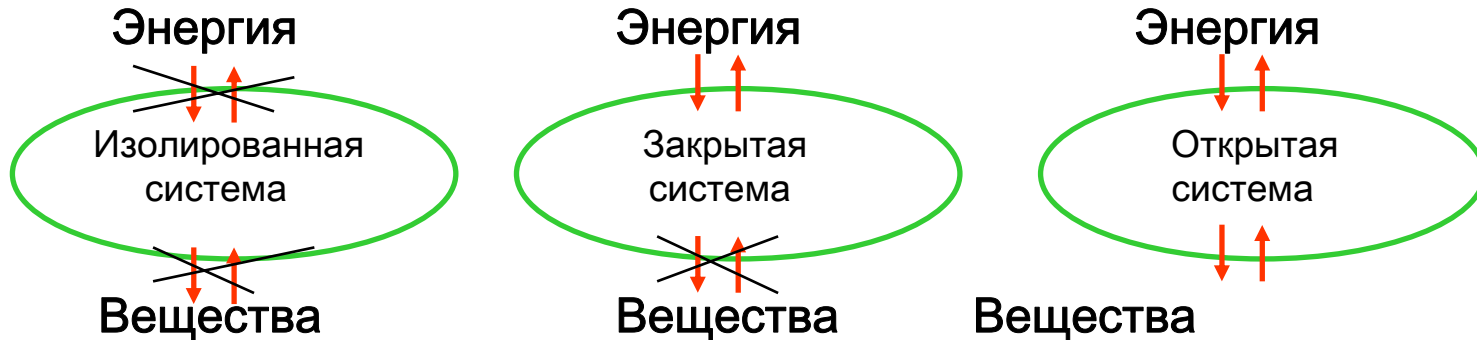 Энергия
Изолированная
система
Вещества
Энергия
Закрытая
система
Вещества
Энергия
Открытая
система
Вещества